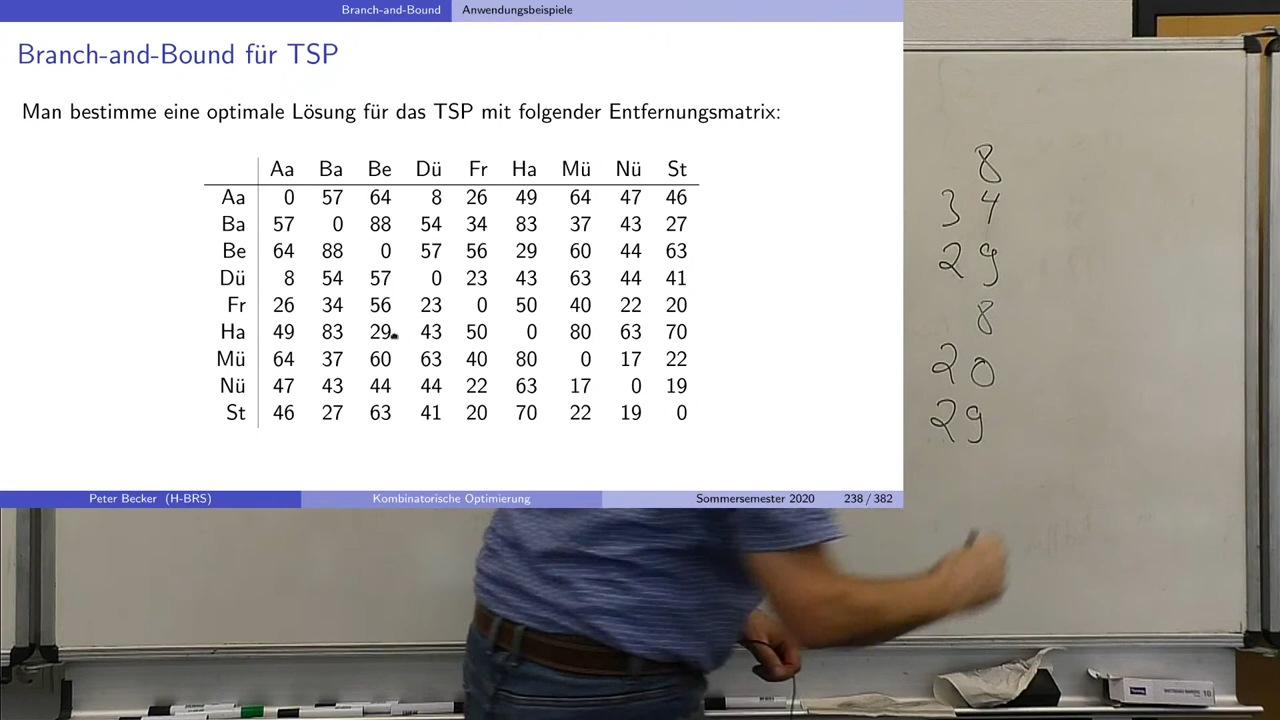 Branch-and-Bound Anwendungsbeispiele
Branch-and-Bound für TSP
Man bestimme eine optimale Lösung für das TSP mit folgender Entfernungsmatrix:
Aa Ba Be Dü Fr Ha Mü Nü St
Aa 0 57 64 8 26 49 64 47 46
Ba 57 0 88 54 34 83 37 43 27
Be 64 88 0 57 56 29 60 44 63
Dü 8 54 57 0 23 43 63 44 41
Fr 26 34 56 23 0 50 40 22 20
Ha 49 83 29 43 50 0 80 63 70
Mü 64 37 60 63 40 80 0 17 22
Nü 47 43 44 44 22 63 17 0 19
St 46 27 63 41 20 70 22 19 0
Peter Becker (H-BRS) Kombinatorische Optimierung Sommersemester 2020 238 / 382
8
34
29
8
20
29